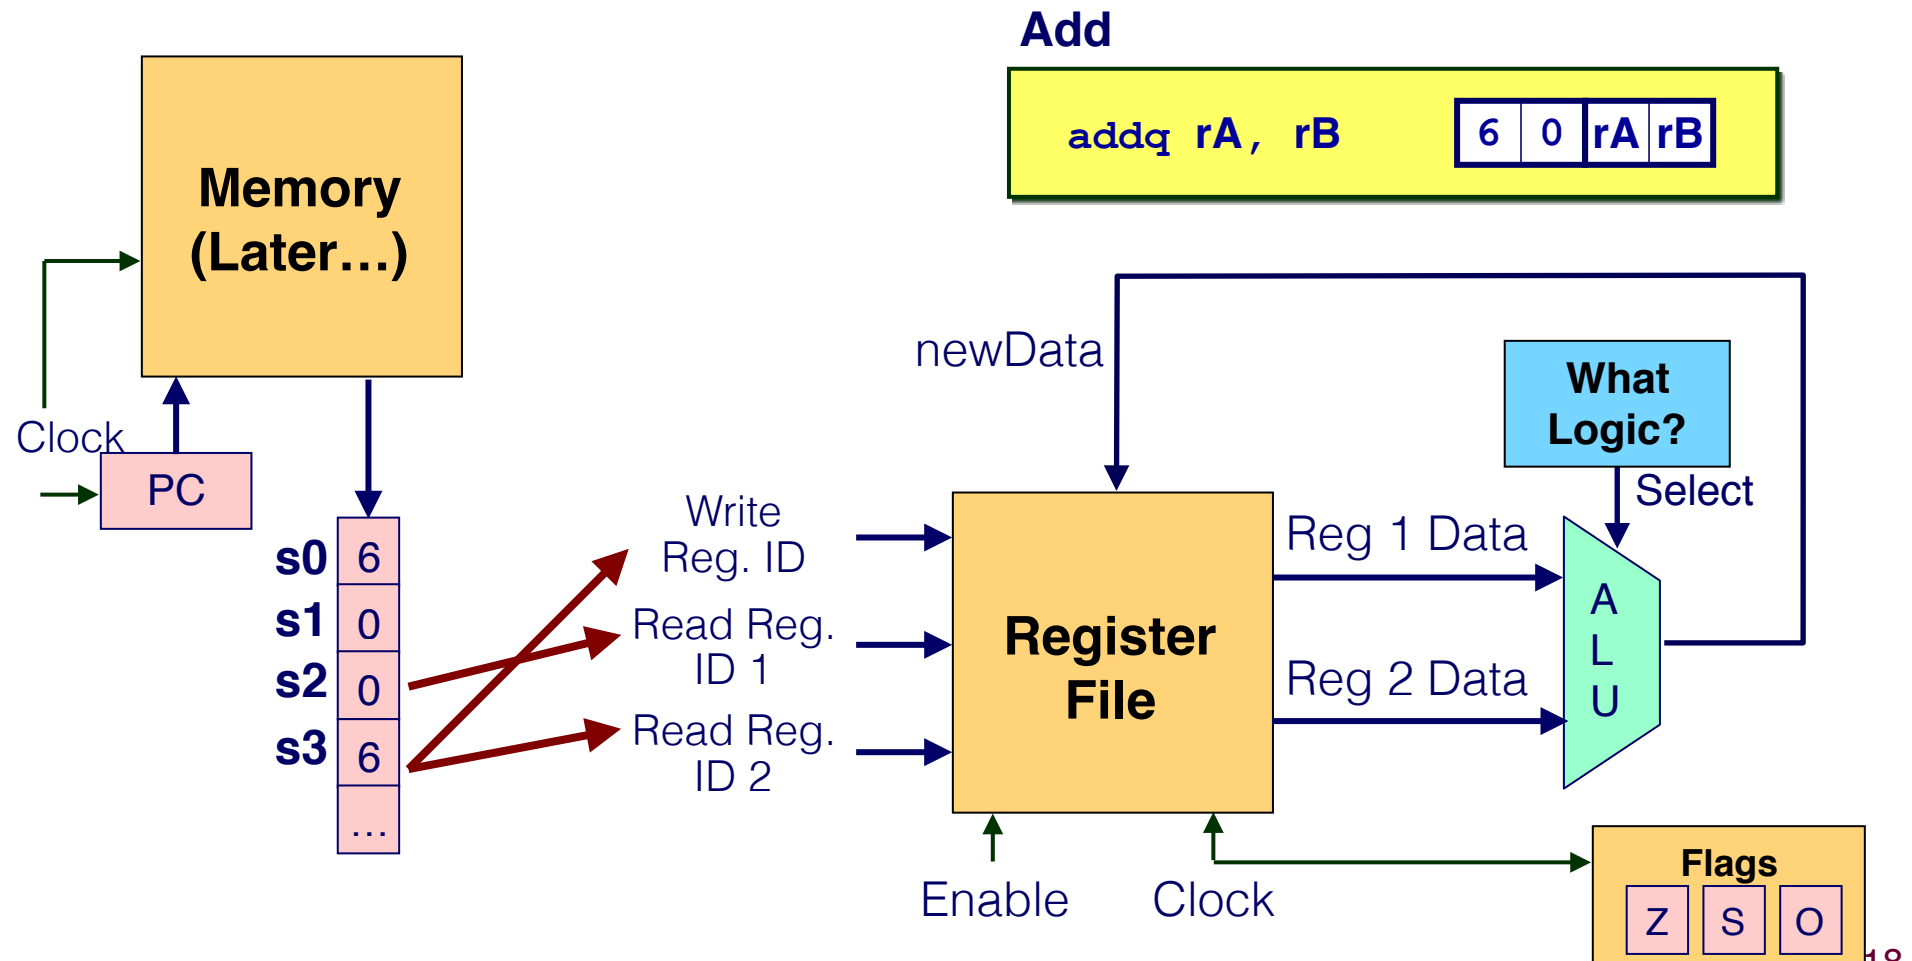 Add
addq rA, rB
6 0 rA rB
Memory
(Later…)
newData
What
Logic?
Select
Clock
PC
s0 6
s1 0
s2 0
s3 6
…
Write
Reg. ID
Read Reg.
ID 1
Read Reg.
ID 2
Register
File
Reg 1 Data
Reg 2 Data
A
L
U
Enable
Clock
Flags
Z S O
18